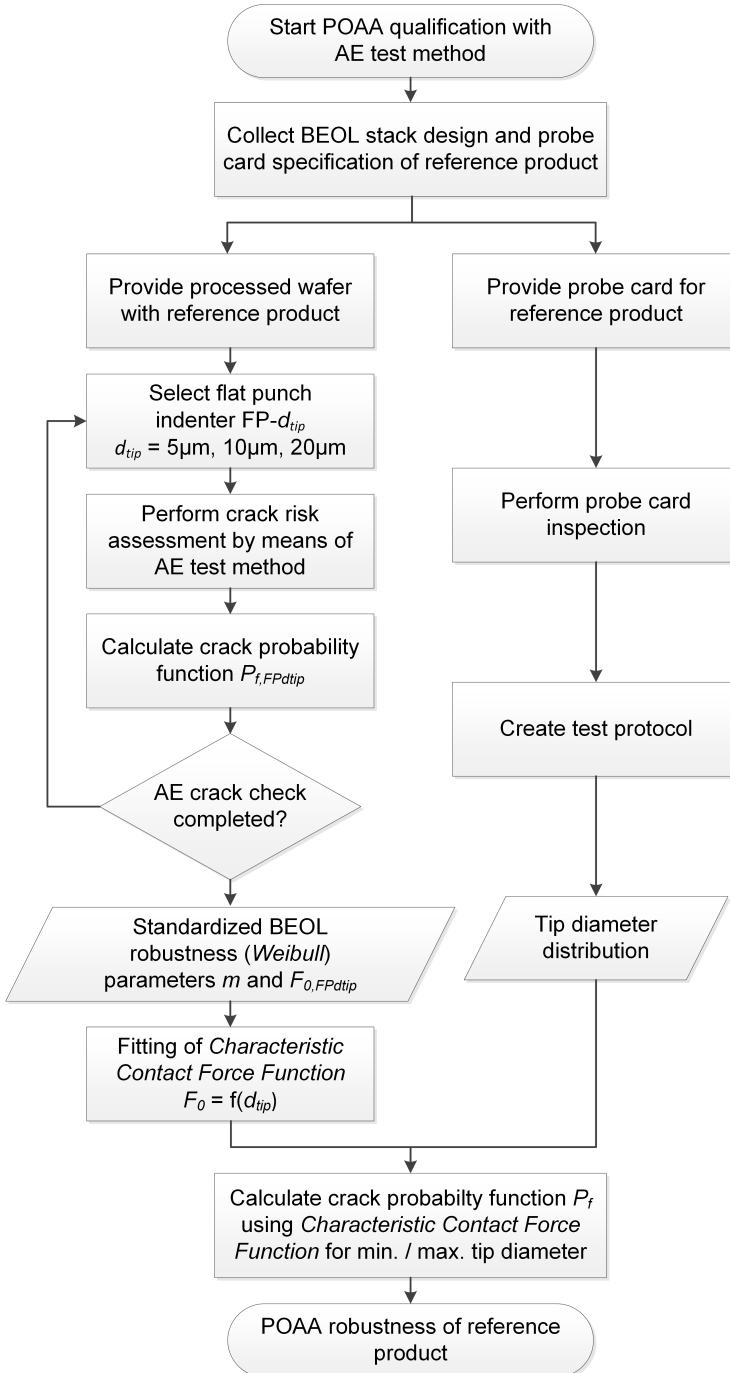 Start POAA qualification with
AE test method
Collect BEOL stack design and probe
card specification of reference product
Provide processed wafer
with reference product
Provide probe card for
reference product
Select flat punch
indenter FP-dtip
dtip = 5µm, 10µm, 20µm
Perform crack risk
assessment by means of
AE test method
Perform probe card
inspection
Calculate crack probability
function Pf,FPdtip
Create test protocol
AE crack check
completed?
Standardized BEOL
robustness (Weibull)
parameters m and F0,FPdtip
Tip diameter
distribution
Fitting of Characteristic
Contact Force Function
F0 = f(dtip)
Calculate crack probabilty function Pf
using Characteristic Contact Force
Function for min. / max. tip diameter
POAA robustness of reference
product